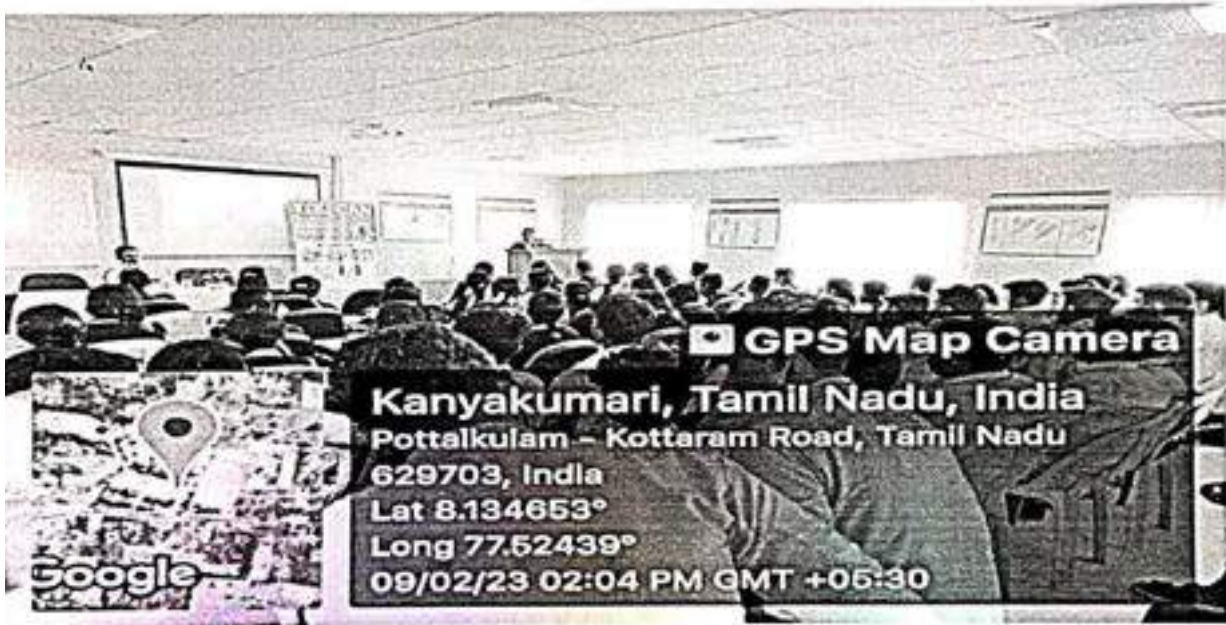 GPS Map Camera
Kanyakumari, Tamil Nadu, India
Pottalkulam - Kottaram Road, Tamil Nadu
629703, India
Lat 8.134653°
Long 77.52439°
09/02/23 02:04 PM GMT +05:30
Google